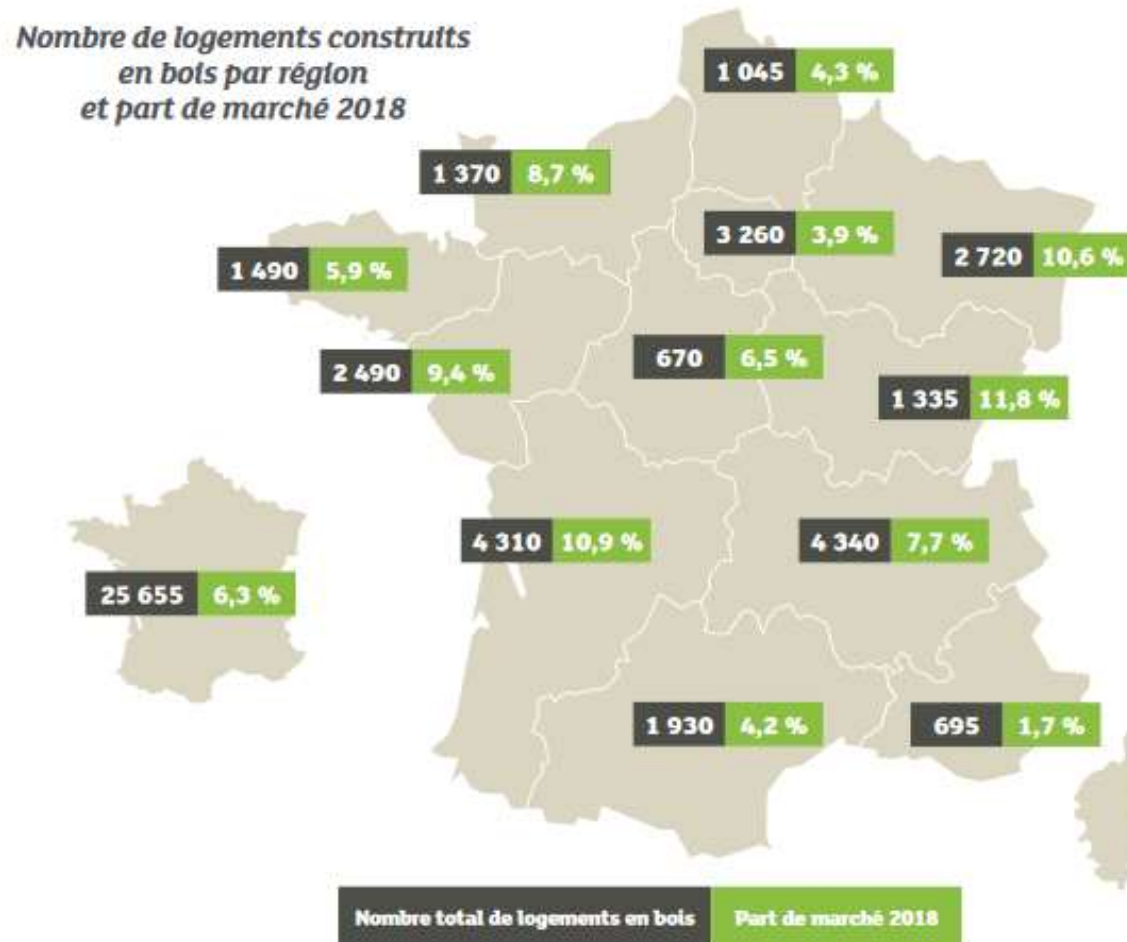 Nombre de logements construits
en bois par région
et part de marché 2018
1 045 4,3 %
1 370 8,7 %
3 260 3,9 %
2 720 10,6 %
1 490 5,9 %
2 490 9,4 %
670 6,5 %
1 335 11,8 %
4 310 10,9 %
4 340 7,7 %
25 655 6,3 %
1 930 4,2 %
695 1,7 %
Nombre total de logements en bois Part de marché 2018